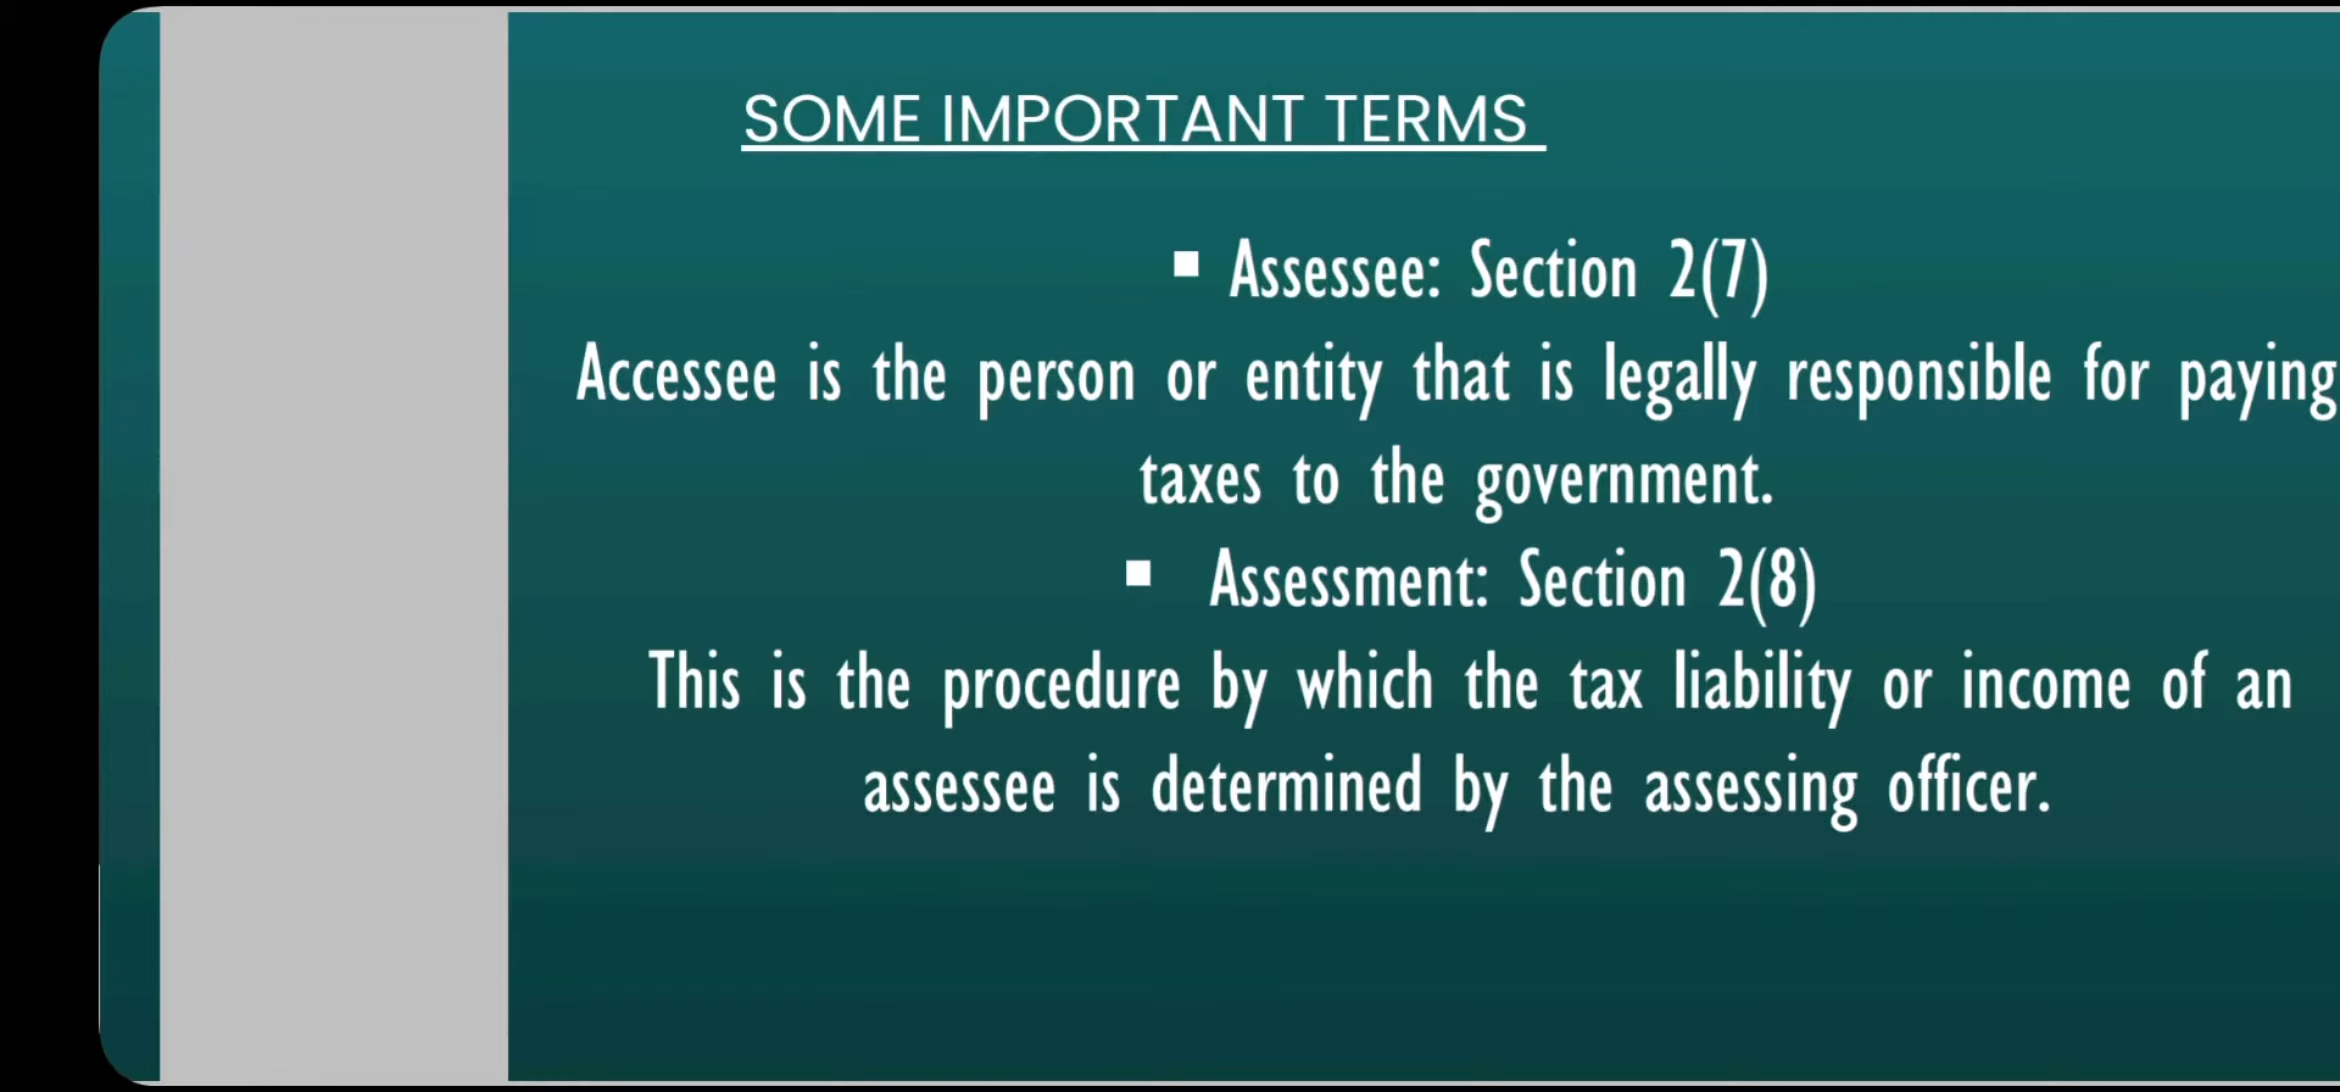 SOME IMPORTANT TERMS
▪ Assessee: Section 2(7)
Accessee is the person or entity that is legally responsible for paying
taxes to the government.
▪ Assessment: Section 2(8)
This is the procedure by which the tax liability or income of an
assessee is determined by the assessing officer.